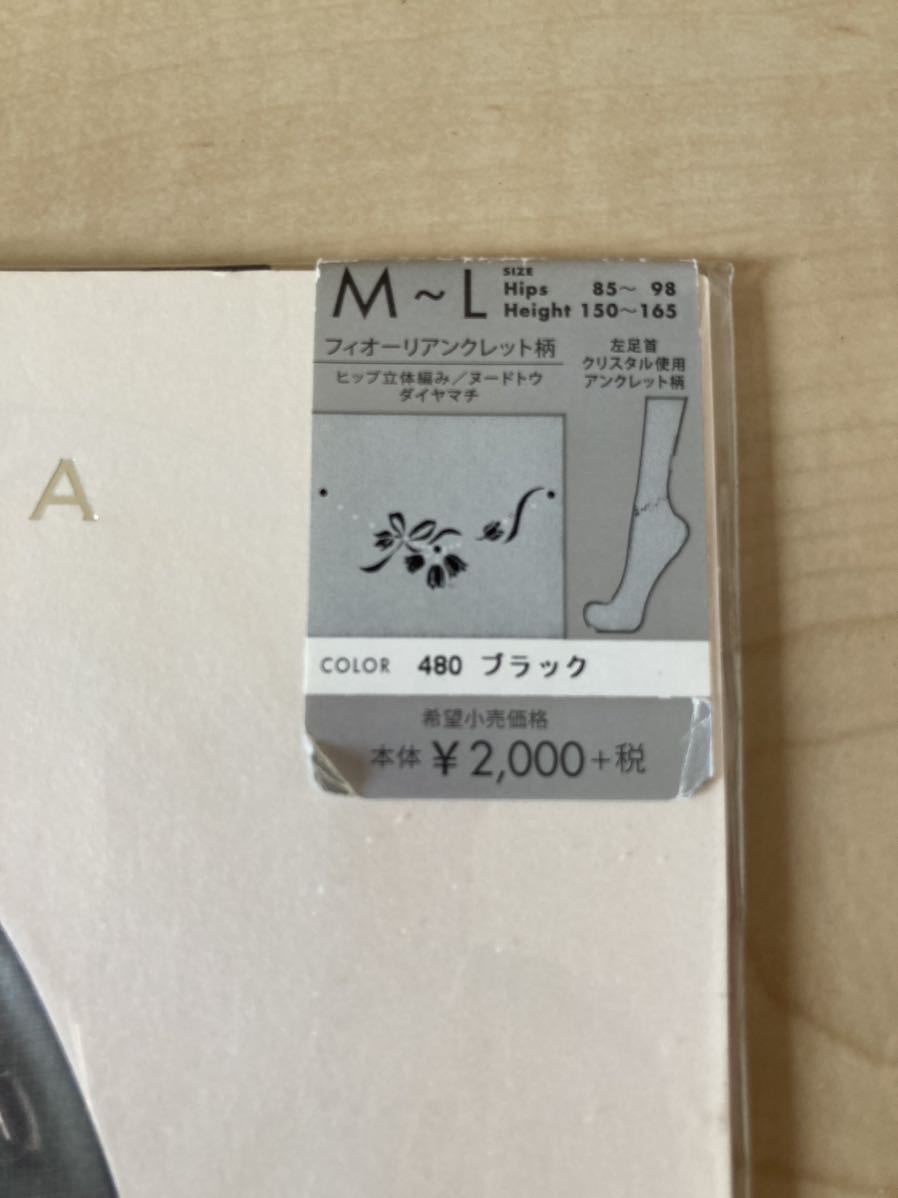 M～L
SIZE
Hips 85～98
Height 150～165
フィオーリアンクレット柄
ヒップ立体編み/ヌードトウ
ダイヤマチ
左足首
クリスタル使用
アンクレット柄
A
COLOR 480 ブラック
希望小売価格
本体 ¥2,000+税